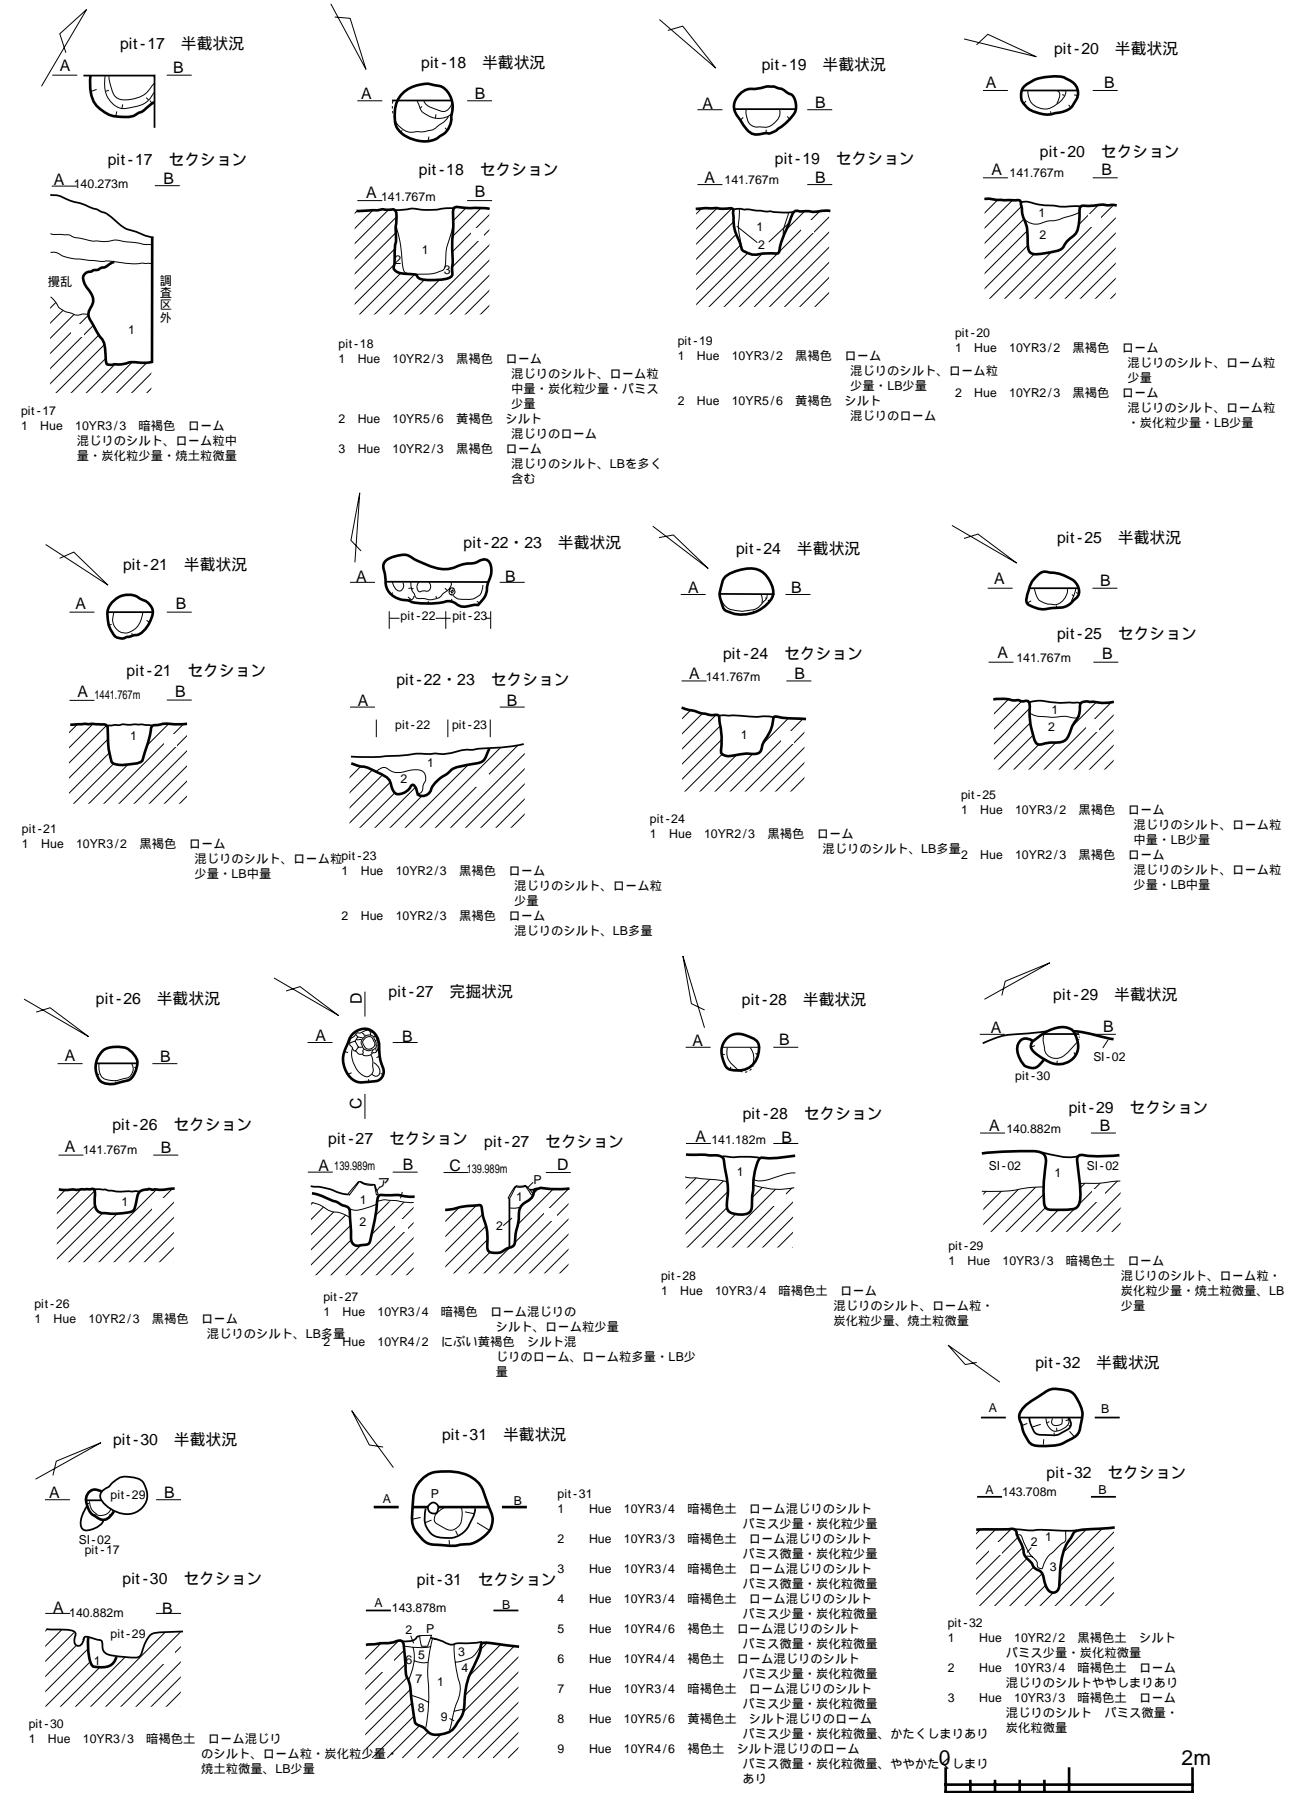 pit-17　半截状況
A
B
pit-17　セクション
A 140.273m B
攪乱
調査区外
1
pit-17
1　Hue　10YR3/3　暗褐色　ローム
混じりのシルト、ローム粒中
量・炭化粒少量・焼土粒微量
pit-18　半截状況
A
B
pit-18　セクション
A 141.767m B
1
2
3
pit-18
1　Hue　10YR2/3　黒褐色　ローム
混じりのシルト、ローム粒
中量・炭化粒少量・パミス
少量
2　Hue　10YR5/6　黄褐色　シルト
混じりのローム
3　Hue　10YR2/3　黒褐色　ローム
混じりのシルト、LBを多く
含む
pit-19　半截状況
A
B
pit-19　セクション
A 141.767m B
1
2
pit-19
1　Hue　10YR3/2　黒褐色　ローム
混じりのシルト、ローム粒
少量・LB少量
2　Hue　10YR5/6　黄褐色　シルト
混じりのローム
pit-20　半截状況
A
B
pit-20　セクション
A 141.767m B
1
2
pit-20
1　Hue　10YR3/2　黒褐色　ローム
混じりのシルト、ローム粒
少量
2　Hue　10YR2/3　黒褐色　ローム
混じりのシルト、ローム粒
・炭化粒少量・LB少量
pit-21　半截状況
A
B
pit-21　セクション
A 1441.767m B
1
pit-21
1　Hue　10YR3/2　黒褐色　ローム
混じりのシルト、ローム粒
少量・LB中量
pit-22・23　半截状況
A
B
pit-22 pit-23
pit-22・23　セクション
A
B
pit-22 pit-23
1
2
pit-23
1　Hue　10YR2/3　黒褐色　ローム
混じりのシルト、ローム粒
少量
2　Hue　10YR2/3　黒褐色　ローム
混じりのシルト、LB多量
pit-24　半截状況
A
B
pit-24　セクション
A 141.767m B
1
pit-24
1　Hue　10YR2/3　黒褐色　ローム
混じりのシルト、LB多量
pit-25　半截状況
A
B
pit-25　セクション
A 141.767m B
1
2
pit-25
1　Hue　10YR3/2　黒褐色　ローム
混じりのシルト、ローム粒
中量・LB少量
2　Hue　10YR2/3　黒褐色　ローム
混じりのシルト、ローム粒
少量・LB中量
pit-26　半截状況
A
B
pit-26　セクション
A 141.767m B
1
pit-26
1　Hue　10YR2/3　黒褐色　ローム
混じりのシルト、LB多量
pit-27　完掘状況
D
A
B
C
pit-27　セクション
A 139.989m B
ア
1
2
pit-27　セクション
C 139.989m D
P
1
2
pit-27
1　Hue　10YR3/4　暗褐色　ローム混じりの
シルト、ローム粒少量
2　Hue　10YR4/2　にぶい黄褐色　シルト混
じりのローム、ローム粒多量・LB少
量
pit-28　半截状況
A
B
pit-28　セクション
A 141.182m B
1
pit-28
1　Hue　10YR3/4　暗褐色土　ローム
混じりのシルト、ローム粒・
炭化粒少量、焼土粒微量
pit-29　半截状況
A
B
SI-02
pit-30
pit-29　セクション
A 140.882m B
SI-02 1 SI-02
pit-29
1　Hue　10YR3/3　暗褐色土　ローム
混じりのシルト、ローム粒・
炭化粒少量・焼土粒微量、LB
少量
pit-30　半截状況
A
B
pit-29
SI-02
pit-17
pit-30　セクション
A 140.882m B
pit-29
1
pit-30
1　Hue　10YR3/3　暗褐色土　ローム混じり
のシルト、ローム粒・炭化粒少量・
焼土粒微量、LB少量
pit-31　半截状況
P
A
B
pit-31　セクション
A 143.878m B
2 P
3
6 5
4
7 1
8
9
pit-31
1　Hue　10YR3/4　暗褐色土　ローム混じりのシルト
パミス少量・炭化粒少量
2　Hue　10YR3/3　暗褐色土　ローム混じりのシルト
パミス微量・炭化粒少量
3　Hue　10YR3/4　暗褐色土　ローム混じりのシルト
パミス微量・炭化粒微量
4　Hue　10YR3/4　暗褐色土　ローム混じりのシルト
パミス少量・炭化粒微量
5　Hue　10YR4/6　褐色土　ローム混じりのシルト
パミス微量・炭化粒微量
6　Hue　10YR4/4　褐色土　ローム混じりのシルト
パミス少量・炭化粒微量
7　Hue　10YR3/4　暗褐色土　ローム混じりのシルト
パミス少量・炭化粒微量
8　Hue　10YR5/6　黄褐色土　シルト混じりのローム
パミス少量・炭化粒微量、かたくしまりあり
9　Hue　10YR4/6　褐色土　シルト混じりのローム
パミス微量・炭化粒微量、ややかたくしまり
あり
pit-32　半截状況
A
B
pit-32　セクション
A 143.708m B
1
2
3
pit-32
1　Hue　10YR2/2　黒褐色土　シルト
パミス少量・炭化粒微量
2　Hue　10YR3/4　暗褐色土　ローム
混じりのシルトややしまりあり
3　Hue　10YR3/3　暗褐色土　ローム
混じりのシルト　パミス微量・
炭化粒微量
0 2m